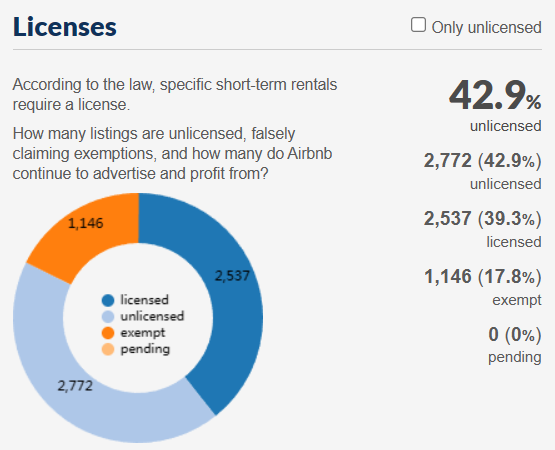 Licenses
Only unlicensed
According to the law, specific short-term rentals
require a license.
How many listings are unlicensed, falsely
claiming exemptions, and how many do Airbnb
continue to advertise and profit from?
42.9%
unlicensed
2,772 (42.9%)
unlicensed
2,537 (39.3%)
licensed
1,146 (17.8%)
exempt
0 (0%)
pending
1,146
2,537
licensed
unlicensed
exempt
pending
2,772